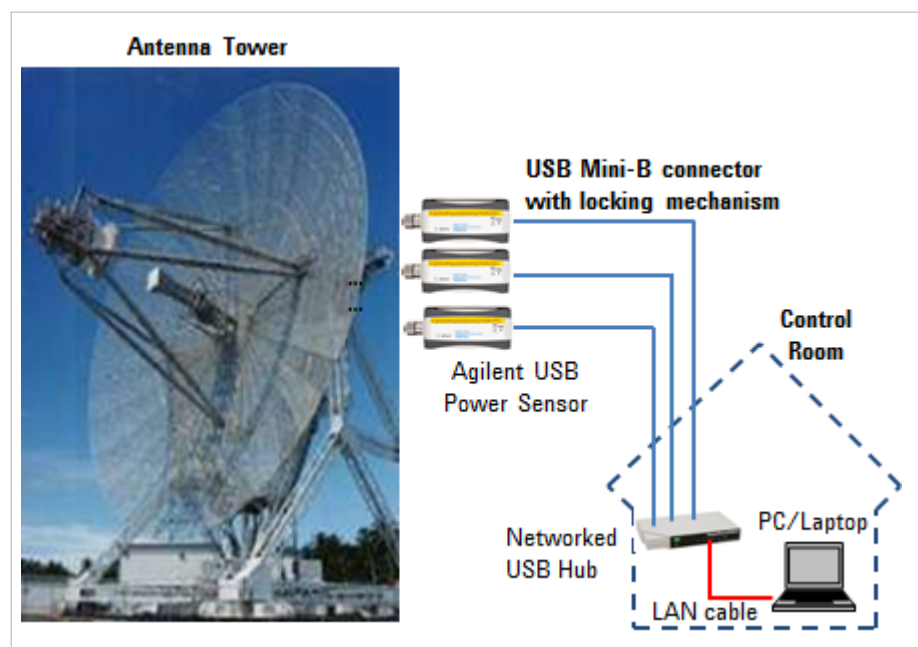 Antenna Tower
USB Mini-B connector
with locking mechanism
Agilent USB
Power Sensor
Control
Room
Networked
USB Hub
PC/Laptop
LAN cable